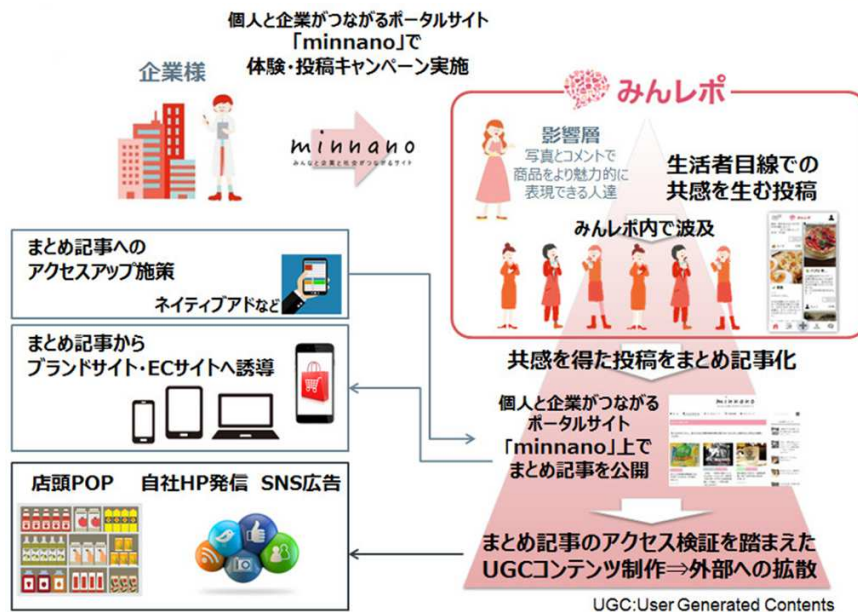 個人と企業がつながるポータルサイト
「minnano」で
体験・投稿キャンペーン実施
企業様
minnano
みんなと企業と社会がつながるサイト
みんレポ
影響層
写真とコメントで
商品をより魅力的に
表現できる人達
生活者目線での
共感を生む投稿
みんレポ内で波及
まとめ記事への
アクセスアップ施策
ネイティブアドなど
まとめ記事から
ブランドサイト・ECサイトへ誘導
共感を得た投稿をまとめ記事化
個人と企業がつながる
ポータルサイト
「minnano」上で
まとめ記事を公開
店頭POP 自社HP発信 SNS広告
まとめ記事のアクセス検証を踏まえた
UGCコンテンツ制作⇒外部への拡散
UGC:User Generated Contents